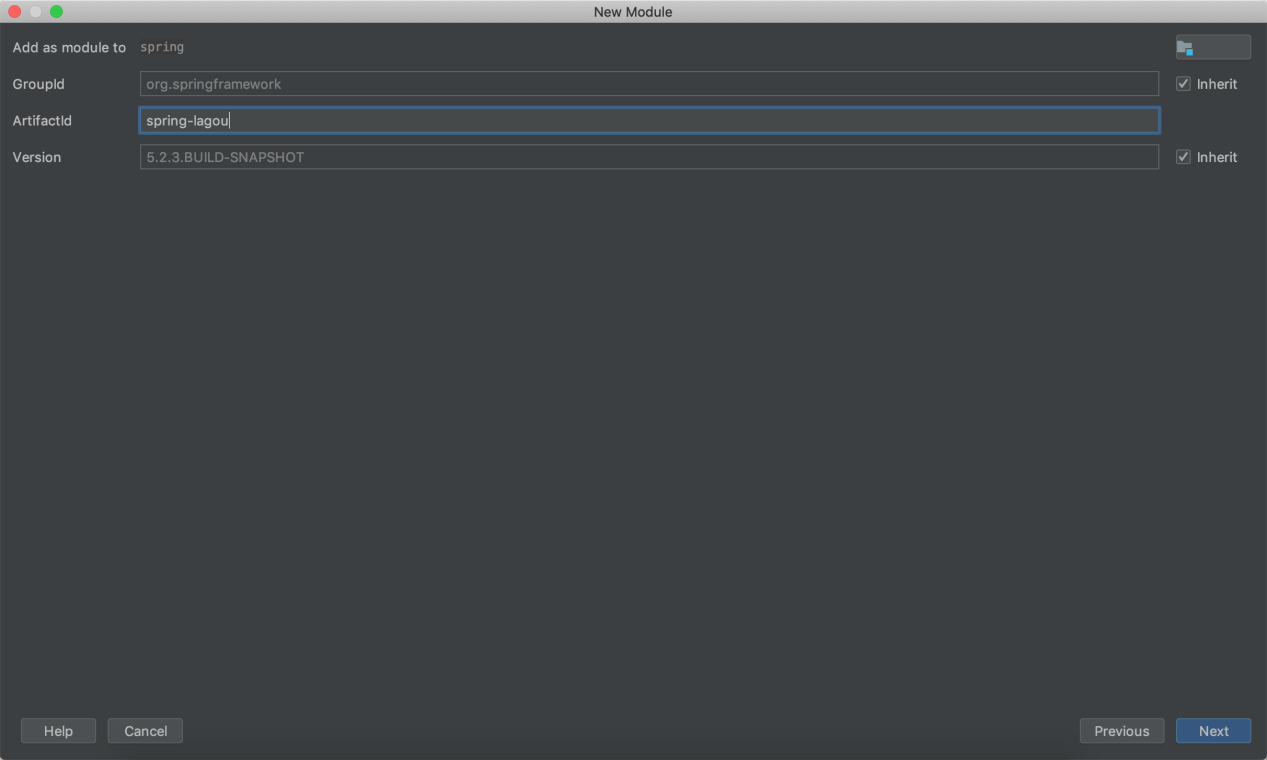 New Module
Add as module to spring
GroupId org.springframework Inherit
ArtifactId spring-lagou
Version 5.2.3.BUILD-SNAPSHOT Inherit
Help Cancel Previous Next